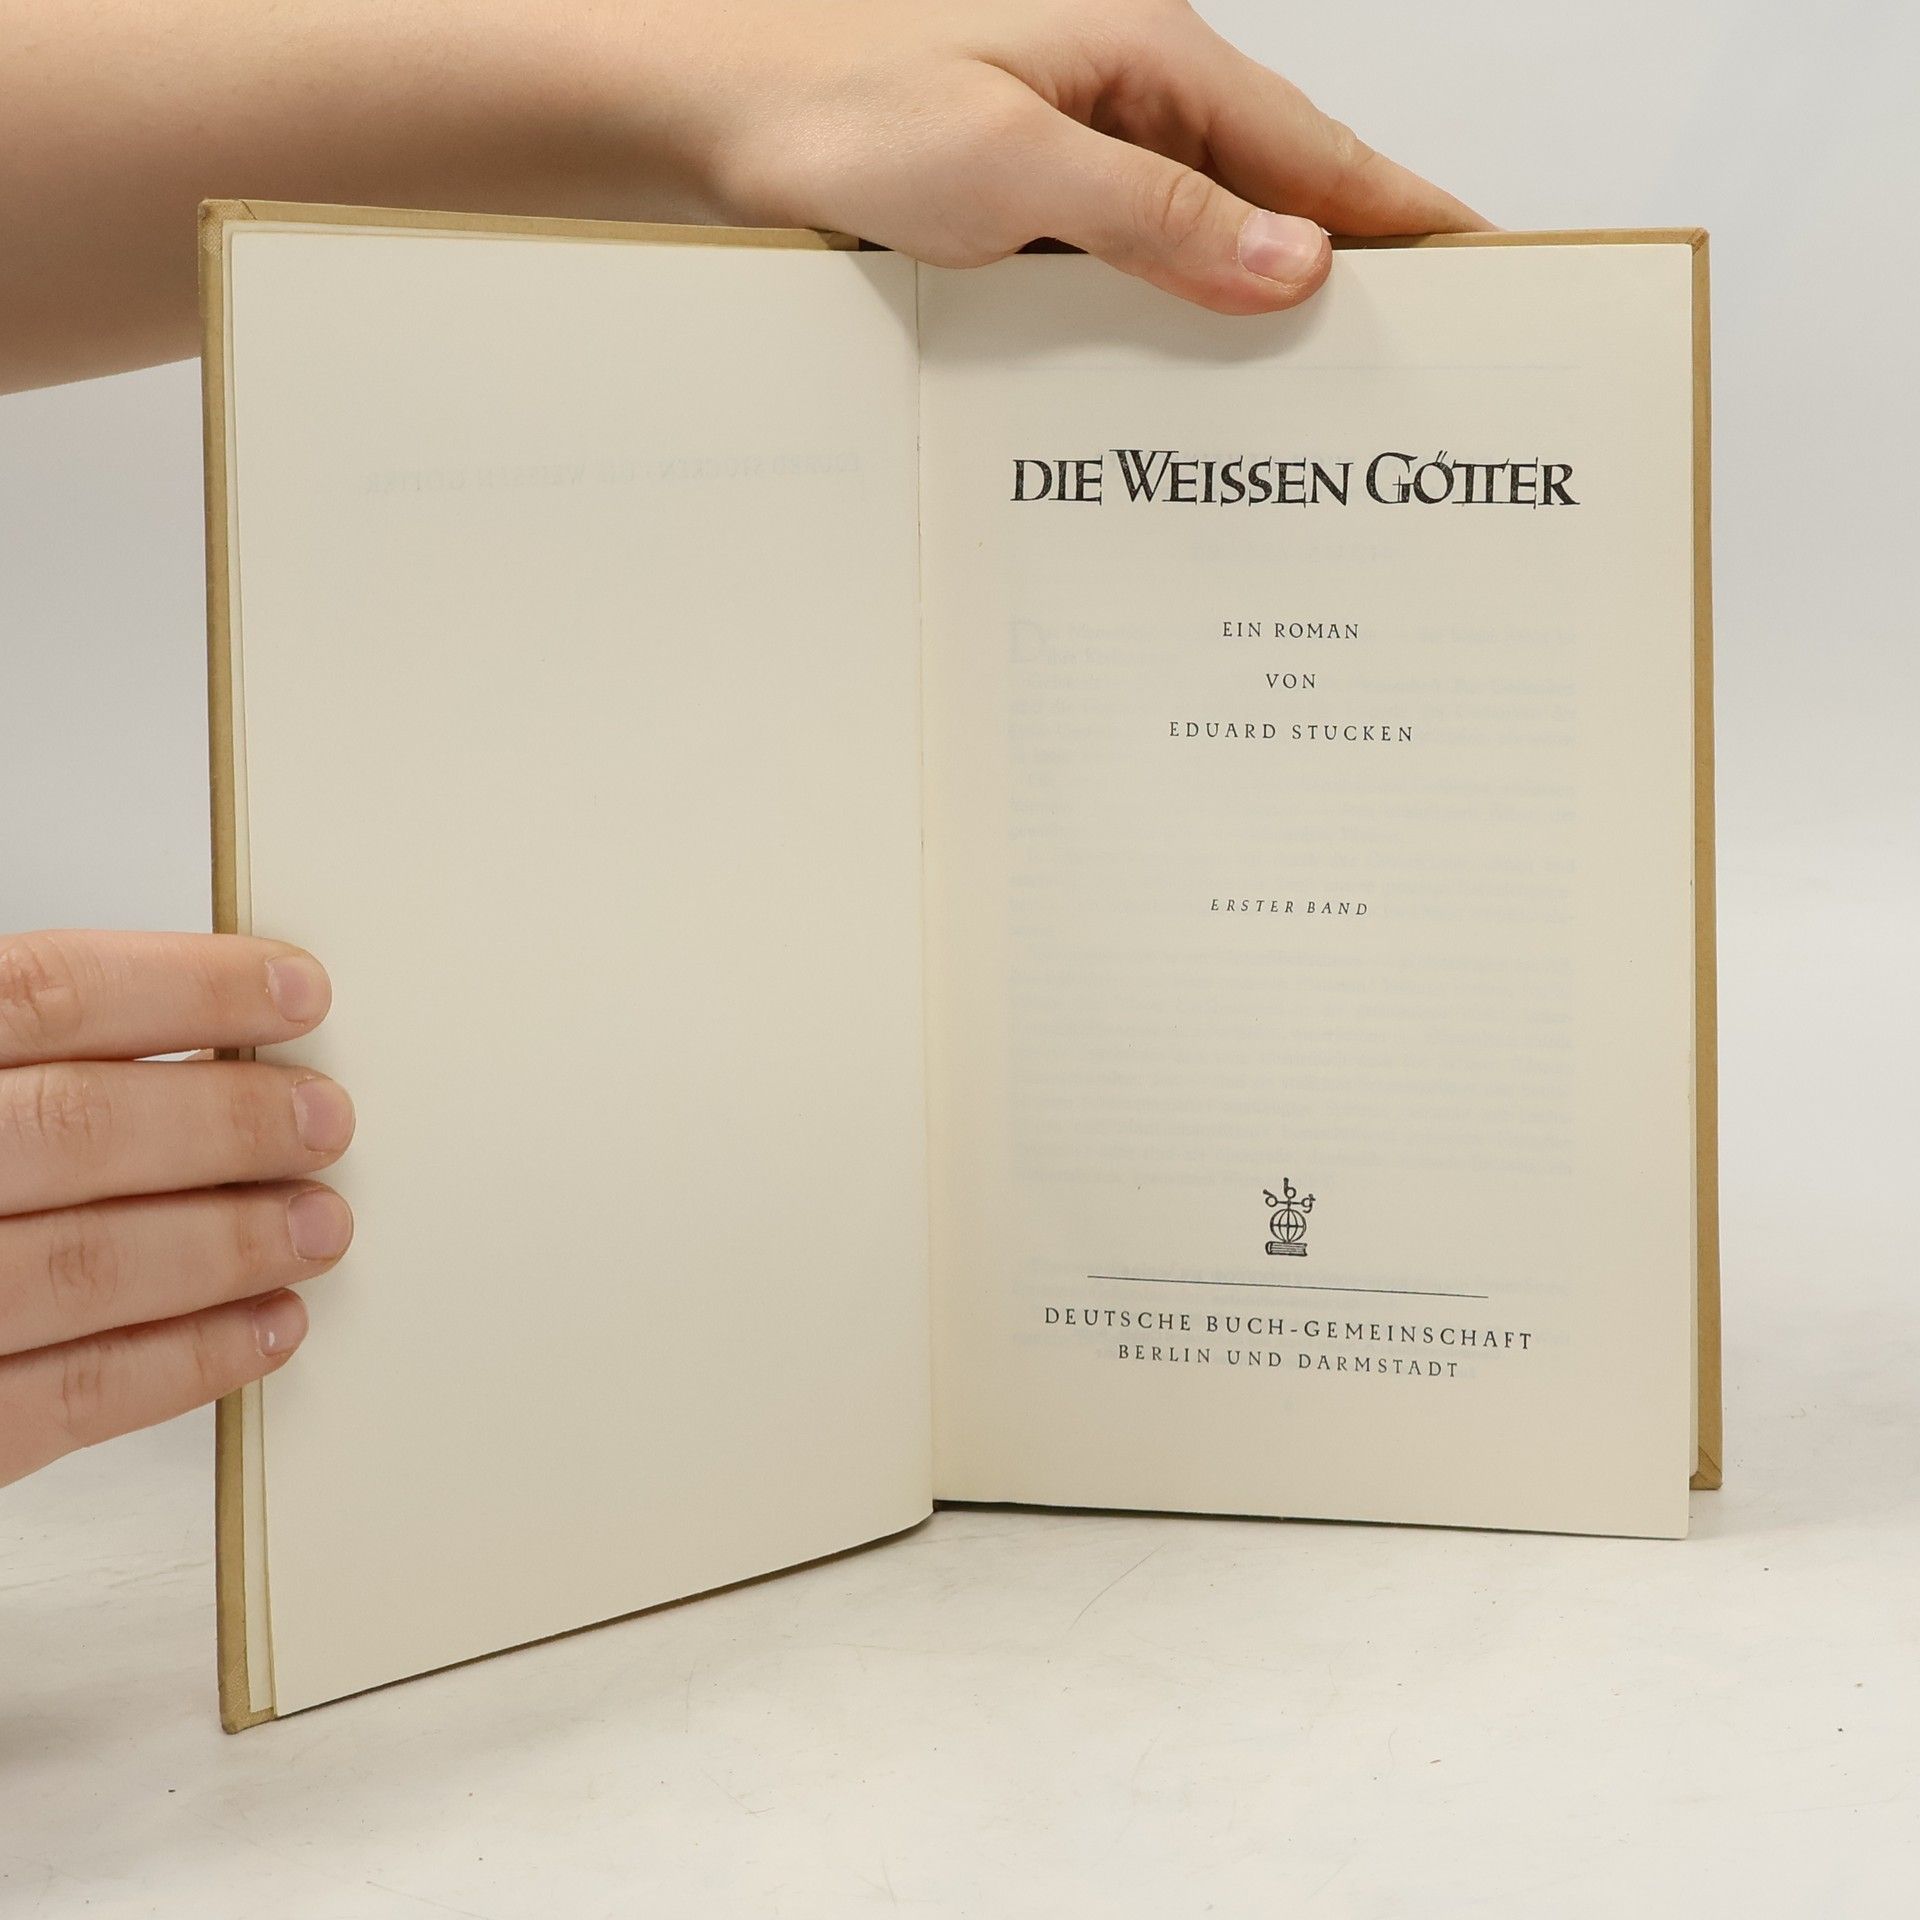 DIE WEISSEN GÖTTER
EIN ROMAN
VON
EDUARD STUCKEN
ERSTER BAND
dbg
DEUTSCHE BUCH-GEMEINSCHAFT
BERLIN UND DARMSTADT